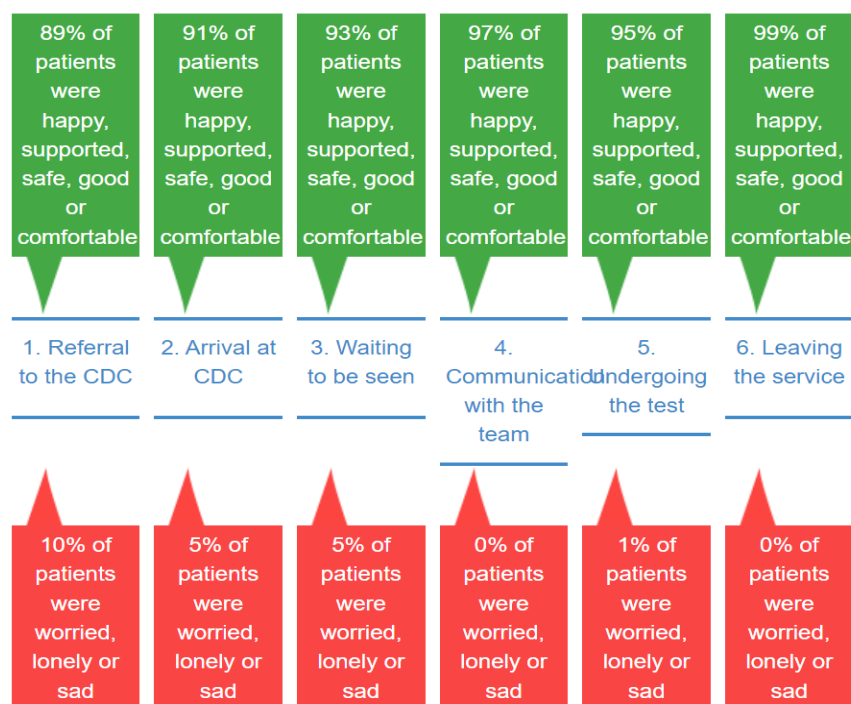 89% of
patients
were
happy,
supported,
safe, good
or
comfortable
91% of
patients
were
happy,
supported,
safe, good
or
comfortable
93% of
patients
were
happy,
supported,
safe, good
or
comfortable
97% of
patients
were
happy,
supported,
safe, good
or
comfortable
95% of
patients
were
happy,
supported,
safe, good
or
comfortable
99% of
patients
were
happy,
supported,
safe, good
or
comfortable
1. Referral
to the CDC
2. Arrival at
CDC
3. Waiting
to be seen
4.
Communication
with the
team
5.
Undergoing
the test
6. Leaving
the service
10% of
patients
were
worried,
lonely or
sad
5% of
patients
were
worried,
lonely or
sad
5% of
patients
were
worried,
lonely or
sad
0% of
patients
were
worried,
lonely or
sad
1% of
patients
were
worried,
lonely or
sad
0% of
patients
were
worried,
lonely or
sad